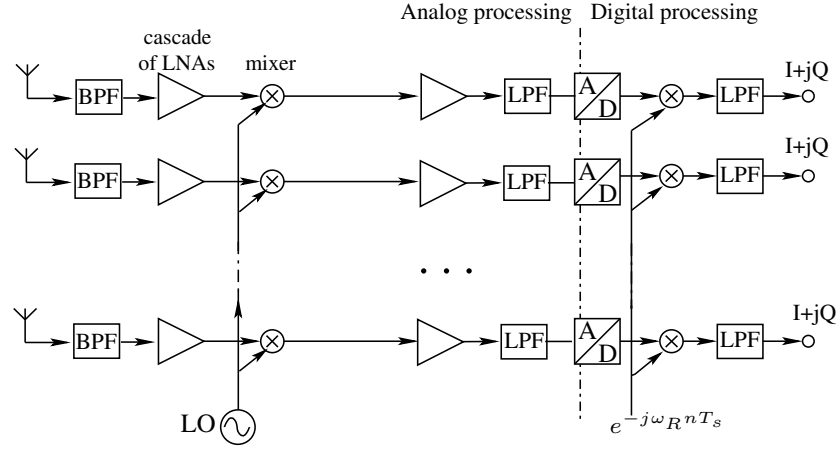 Analog processing Digital processing
cascade
of LNAs mixer
BPF LPF A/D LPF I+jQ
BPF LPF A/D LPF I+jQ
• • •
BPF LPF A/D LPF I+jQ
LO
e^{-jω_R nT_s}